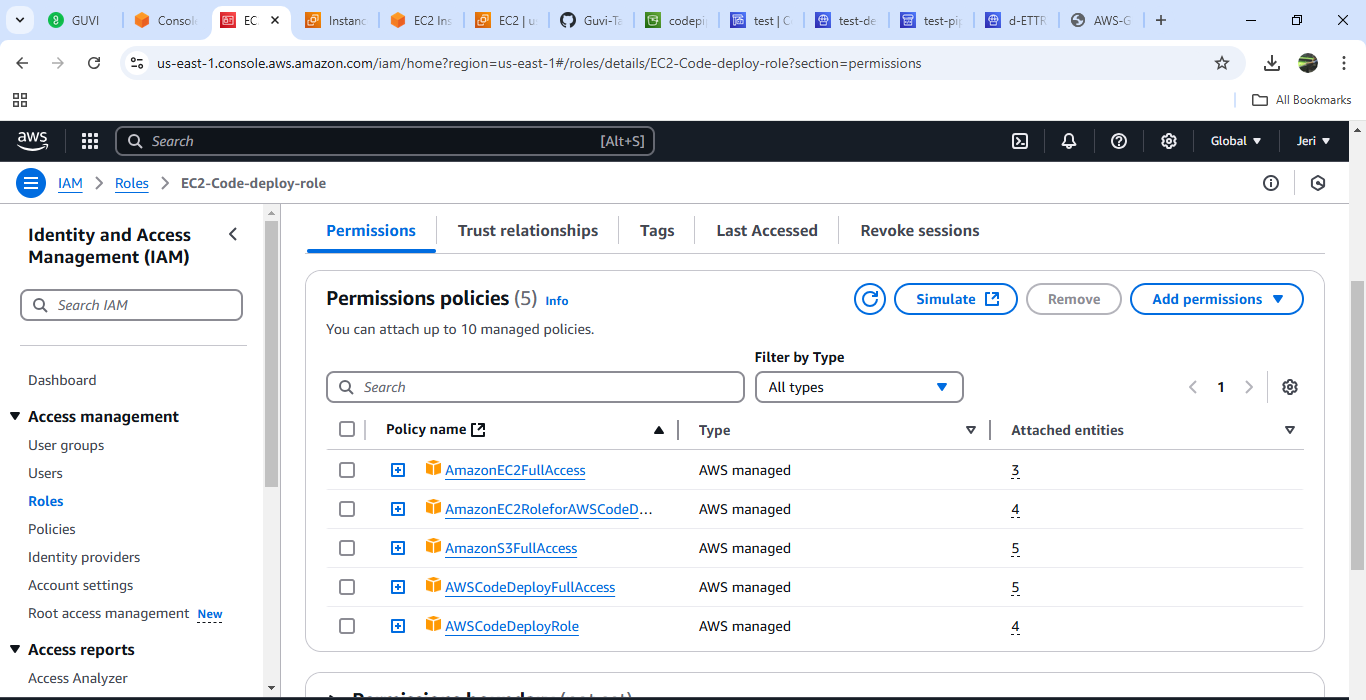 GUVI
Consol
EC
Instanc
EC2 Ins
EC2 | u
Guvi-Ta
codepi
test | C
test-de
test-pi
d-ETTR
AWS-G
us-east-1.console.aws.amazon.com/iam/home?region=us-east-1#/roles/details/EC2-Code-deploy-role?section=permissions
All Bookmarks
aws
Search
[Alt+S]
Global
Jeri
IAM
Roles
EC2-Code-deploy-role
Identity and Access
Management (IAM)
Search IAM
Dashboard
Access management
User groups
Users
Roles
Policies
Identity providers
Account settings
Root access management New
Access reports
Access Analyzer
Permissions
Trust relationships
Tags
Last Accessed
Revoke sessions
Permissions policies (5) Info
Simulate
Remove
Add permissions
You can attach up to 10 managed policies.
Filter by Type
Search
All types
1
Policy name Type Attached entities
AmazonEC2FullAccess AWS managed 3
AmazonEC2RoleforAWSCodeD... AWS managed 4
AmazonS3FullAccess AWS managed 5
AWSCodeDeployFullAccess AWS managed 5
AWSCodeDeployRole AWS managed 4
Permissions boundary (not set)